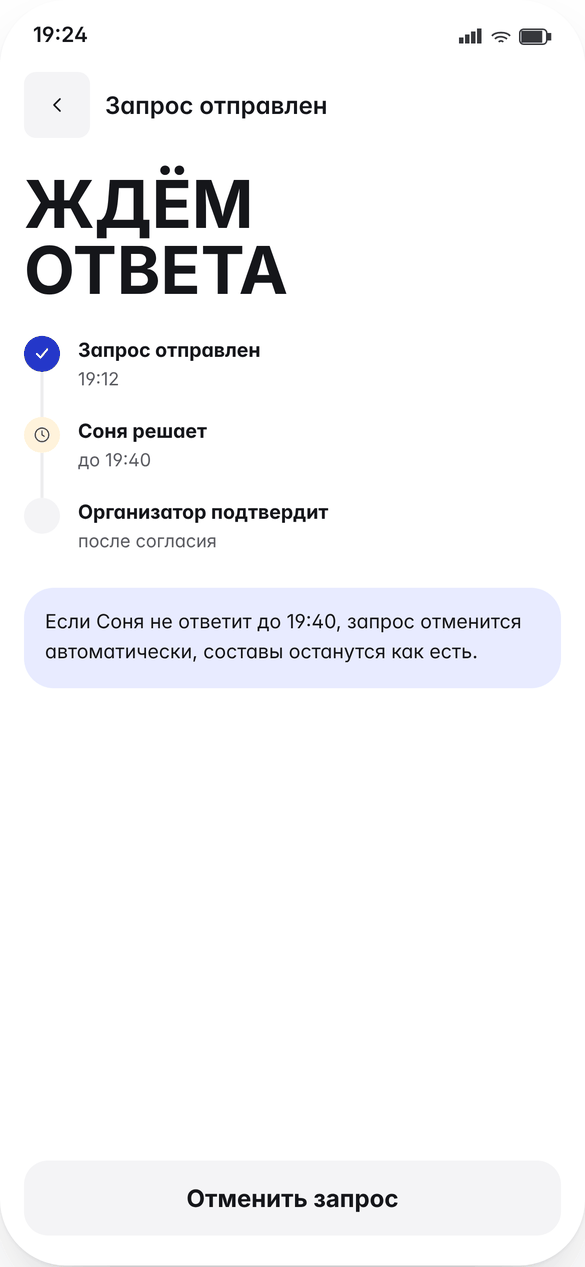 19:24
Запрос отправлен
ЖДЁМ
ОТВЕТА
Запрос отправлен
19:12
Соня решает
до 19:40
Организатор подтвердит
после согласия
Если Соня не ответит до 19:40, запрос отменится
автоматически, составы останутся как есть.
Отменить запрос